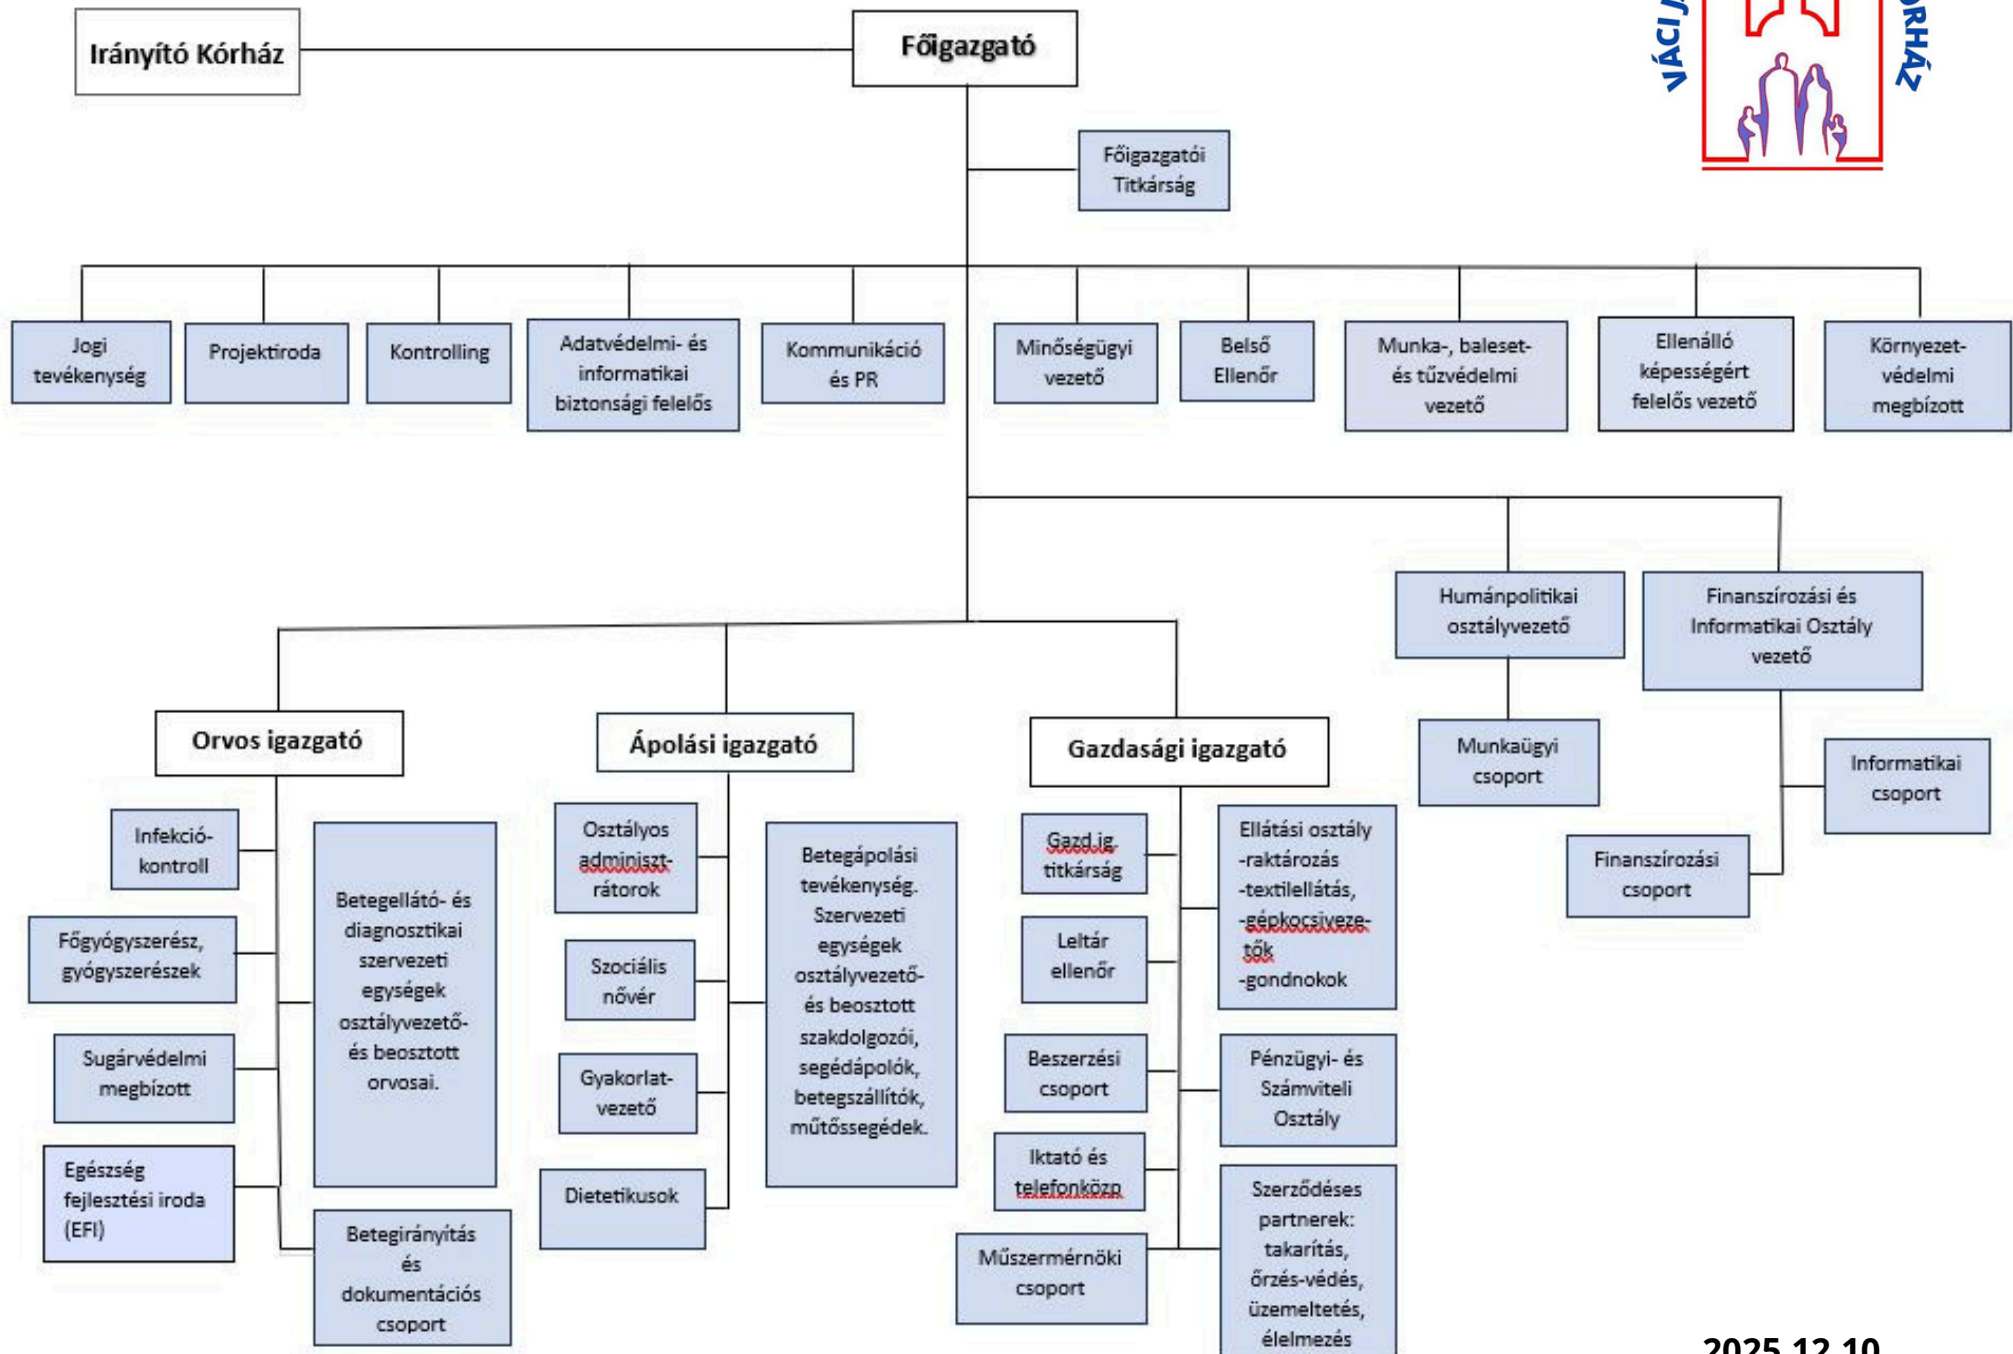 Irányító Kórház
Főigazgató
VÁCI
Főigazgatói
Titkárság
Jogi
tevékenység
Projektiroda
Kontrolling
Adatvédelmi- és
informatikai
biztonsági felelős
Kommunikáció
és PR
Minőségügyi
vezető
Belső
Ellenőr
Munka-, baleset-
és tűzvédelmi
vezető
Ellenálló
képességért
felelős vezető
Környezet-
védelmi
megbízott
Humánpolitikai
osztályvezető
Finanszírozási és
Informatikai Osztály
vezető
Munkaügyi
csoport
Informatikai
csoport
Finanszírozási
csoport
Orvos igazgató
Infekció-
kontroll
Főgyógyszerész,
gyógyszerészek
Sugárvédelmi
megbízott
Egészség
fejlesztési iroda
(EFI)
Betegellátó- és
diagnosztikai
szervezeti
egységek
osztályvezető-
és beosztott
orvosai.
Betegirányítás
és
dokumentációs
csoport
Ápolási igazgató
Osztályos
adminiszt-
rátorok
Szociális
nővér
Gyakorlat-
vezető
Dietetikusok
Betegápolási
tevékenység.
Szervezeti
egységek
osztályvezető-
és beosztott
szakdolgozói,
segédápolók,
betegszállítók,
műtőssegédek.
Gazdasági igazgató
Gazd.ig.
titkárság
Leltár
ellenőr
Beszerzési
csoport
Iktató és
telefonközp
Műszermérnöki
csoport
Ellátási osztály
-raktározás
-textilellátás,
-gépkocsiveze-
tők
-gondnokok
Pénzügyi- és
Számviteli
Osztály
Szerződéses
partnerek:
takarítás,
őrzés-védés,
üzemeltetés,
élelmezés
2025.12.10